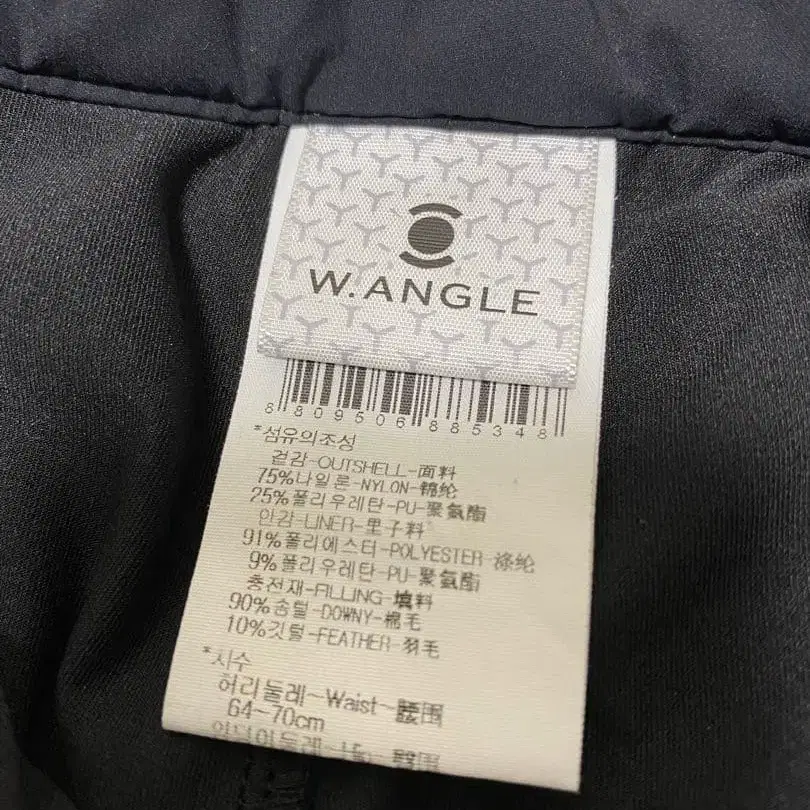 W.ANGLE
8809506885348
*섬유의조성
겉감-OUTSHELL-面料
75%나일론-NYLON-锦纶
25%폴리우레탄-PU-聚氨酯
안감-LINER-里子料
91%폴리에스터-POLYESTER-涤纶
9%폴리우레탄-PU-聚氨酯
충전재-FILLING-填料
90%솜털-DOWNY-棉毛
10%깃털-FEATHER-羽毛
*치수
허리둘레~Waist~腰围
64~70cm